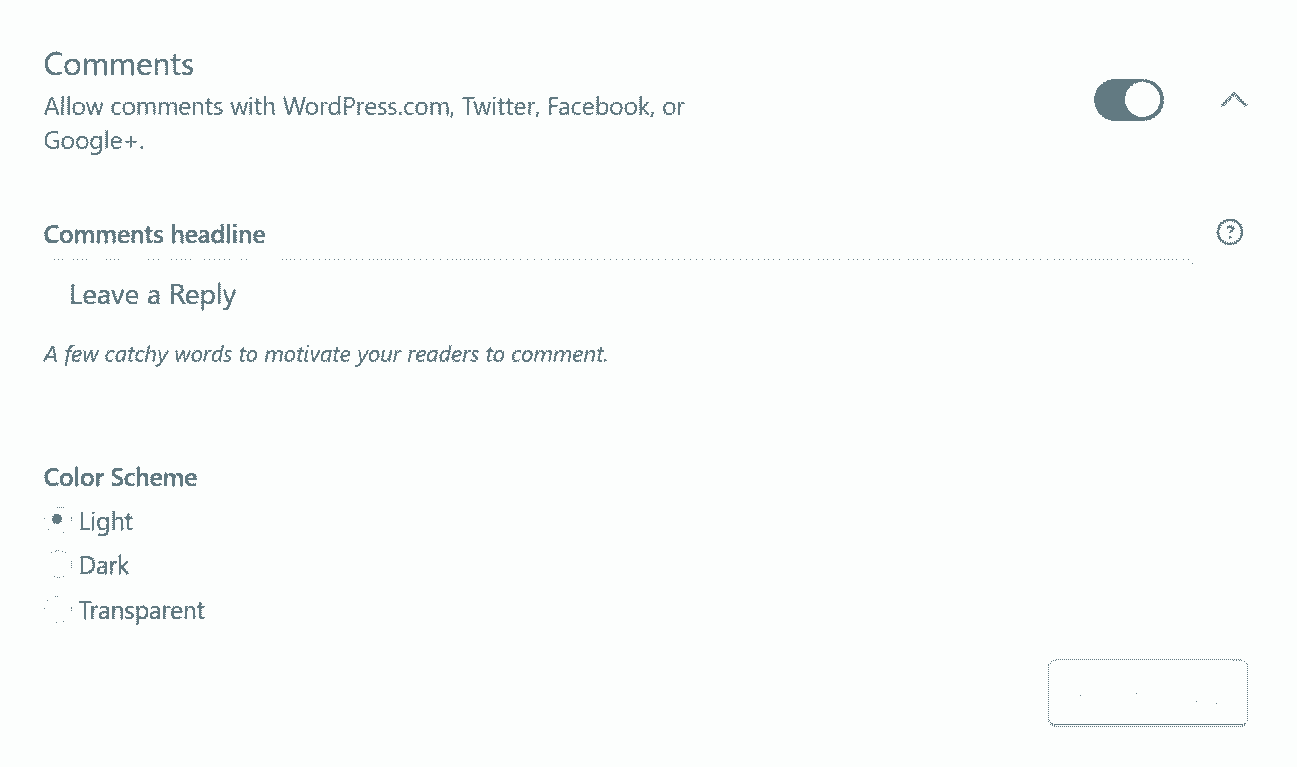 Comments
Allow comments with WordPress.com, Twitter, Facebook, or
Google+.
Comments headline
?
Leave a Reply
A few catchy words to motivate your readers to comment.
Color Scheme
Light
Dark
Transparent